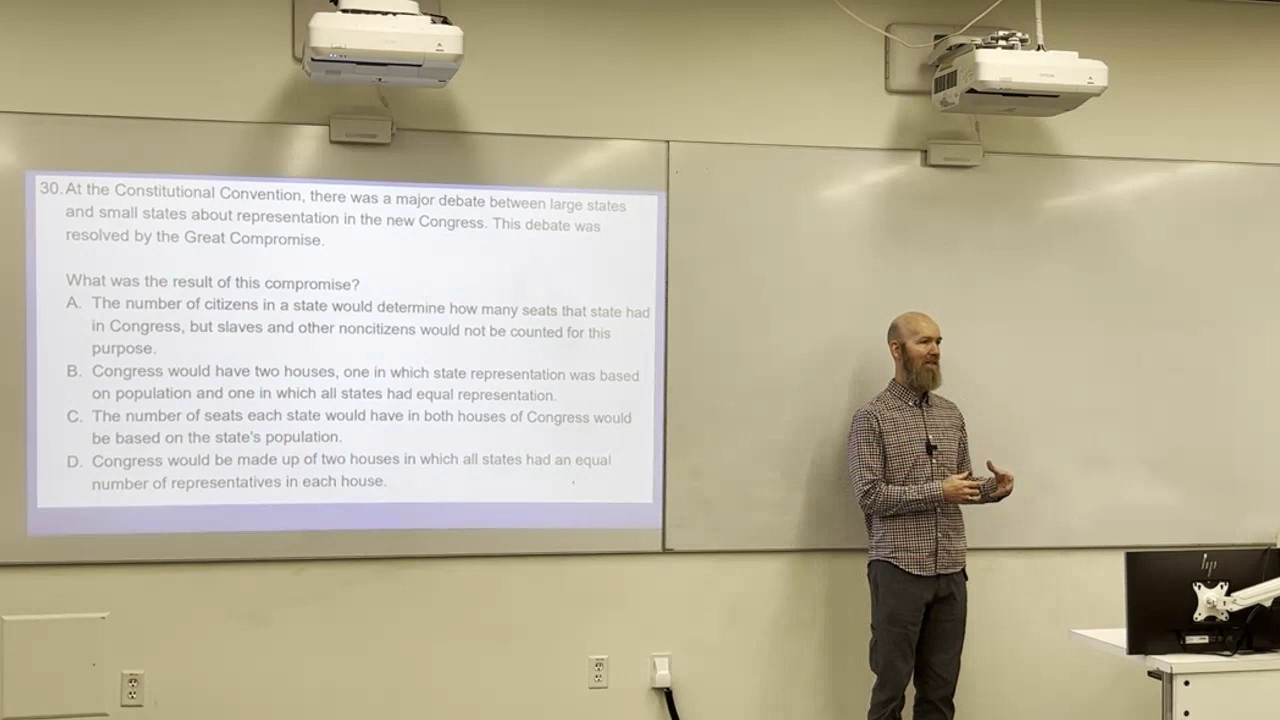 30. At the Constitutional Convention, there was a major debate between large states
and small states about representation in the new Congress. This debate was
resolved by the Great Compromise.
What was the result of this compromise?
A. The number of citizens in a state would determine how many seats that state had
in Congress, but slaves and other noncitizens would not be counted for this
purpose.
B. Congress would have two houses, one in which state representation was based
on population and one in which all states had equal representation.
C. The number of seats each state would have in both houses of Congress would
be based on the state's population.
D. Congress would be made up of two houses in which all states had an equal
number of representatives in each house.
hp